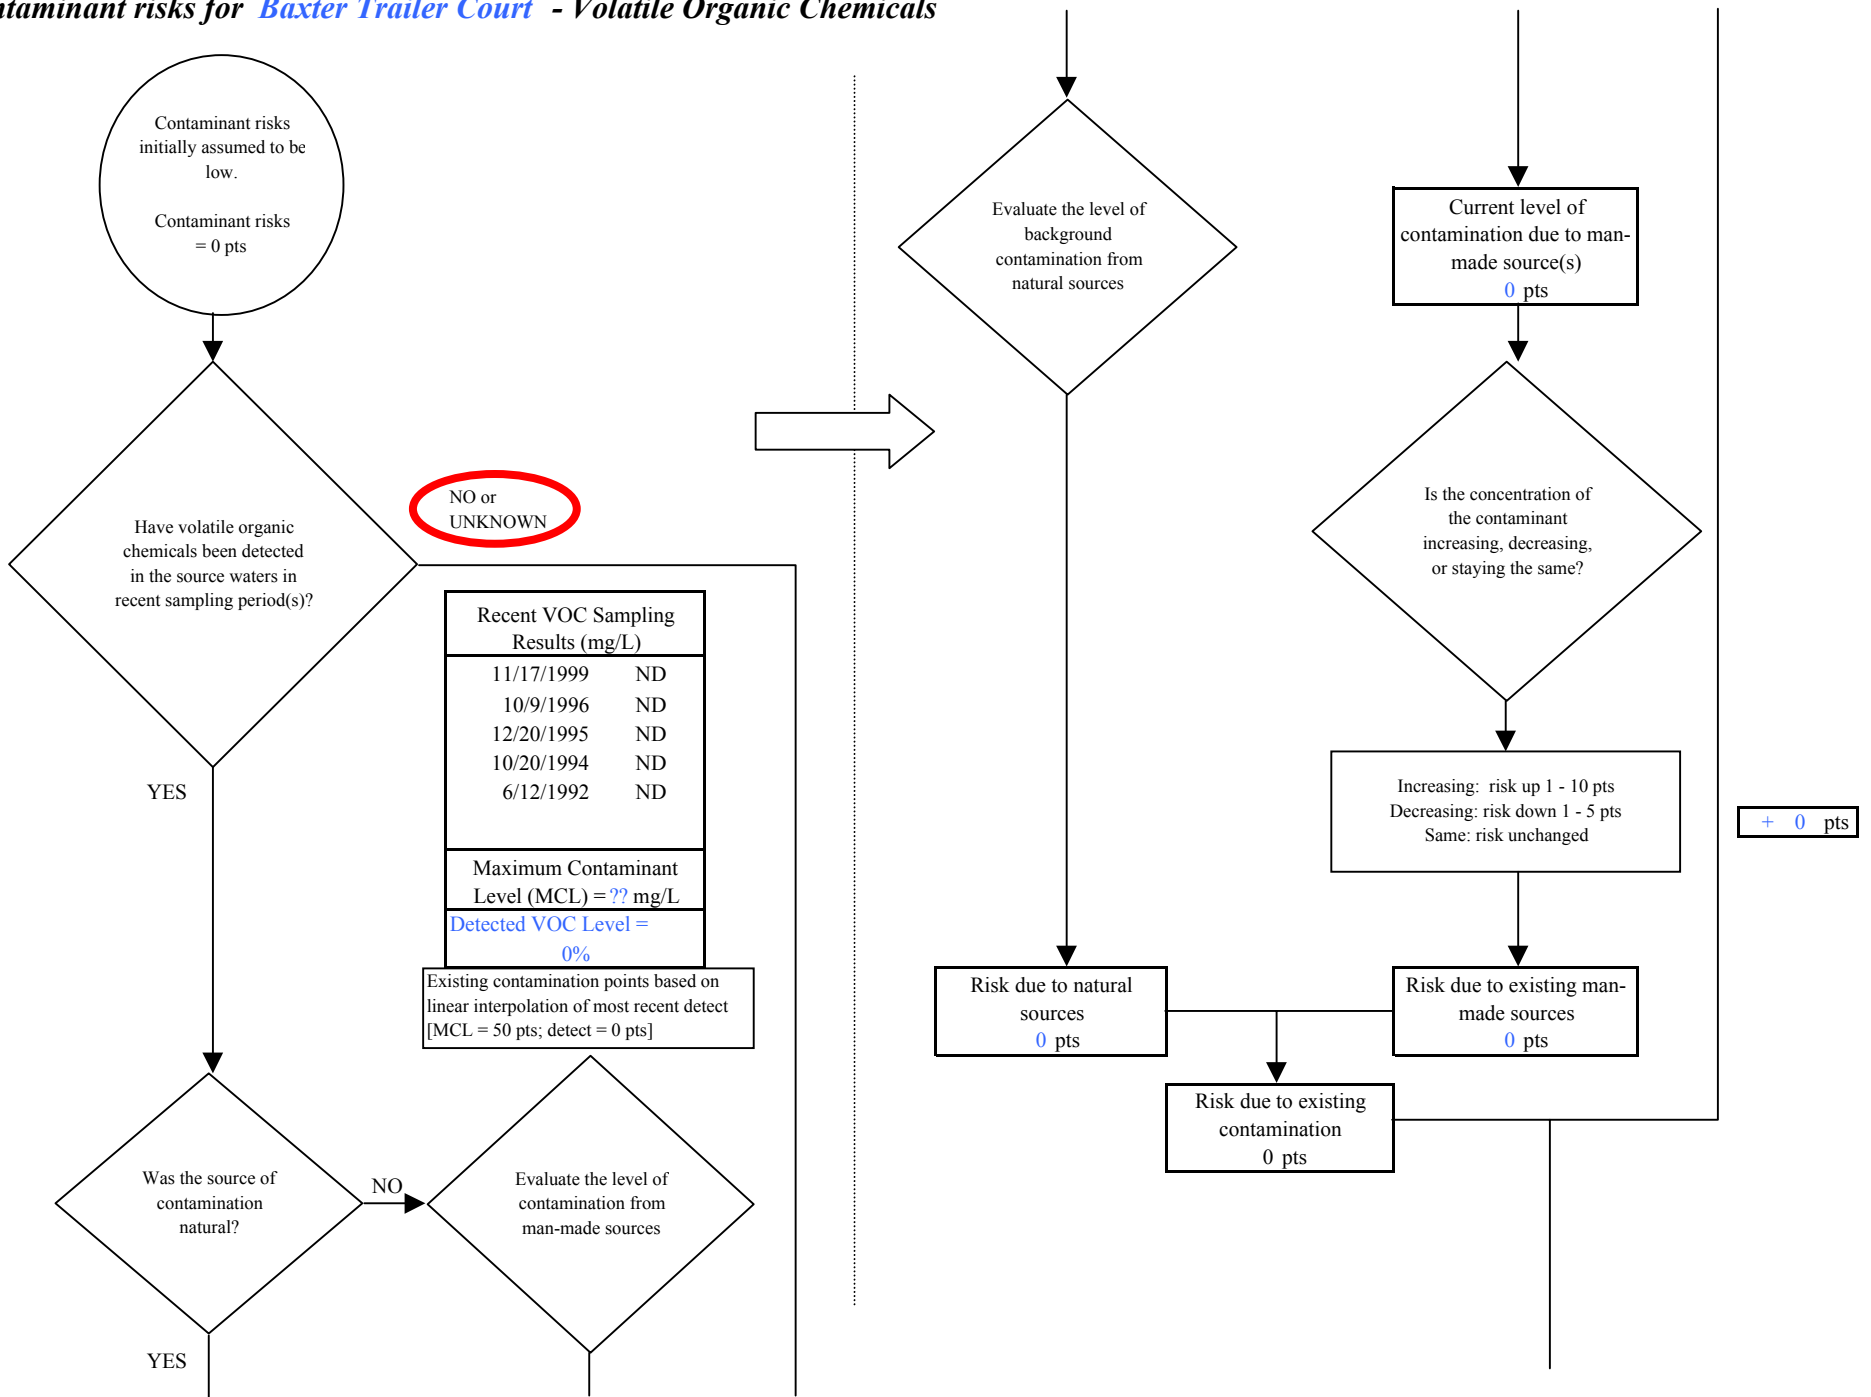 ntaminant risks for Baxter Trailer Court - Volatile Organic Chemicals
Contaminant risks
initially assumed to be
low.
Contaminant risks
= 0 pts
Have volatile organic
chemicals been detected
in the source waters in
recent sampling period(s)?
NO or
UNKNOWN
YES
Recent VOC Sampling
Results (mg/L)
11/17/1999 ND
10/9/1996 ND
12/20/1995 ND
10/20/1994 ND
6/12/1992 ND
Maximum Contaminant
Level (MCL) = ?? mg/L
Detected VOC Level =
0%
Existing contamination points based on
linear interpolation of most recent detect
[MCL = 50 pts; detect = 0 pts]
Was the source of
contamination
natural?
NO
Evaluate the level of
contamination from
man-made sources
YES
Evaluate the level of
background
contamination from
natural sources
Current level of
contamination due to man-
made source(s)
0 pts
Is the concentration of
the contaminant
increasing, decreasing,
or staying the same?
Increasing: risk up 1 - 10 pts
Decreasing: risk down 1 - 5 pts
Same: risk unchanged
+ 0 pts
Risk due to natural
sources
0 pts
Risk due to existing man-
made sources
0 pts
Risk due to existing
contamination
0 pts